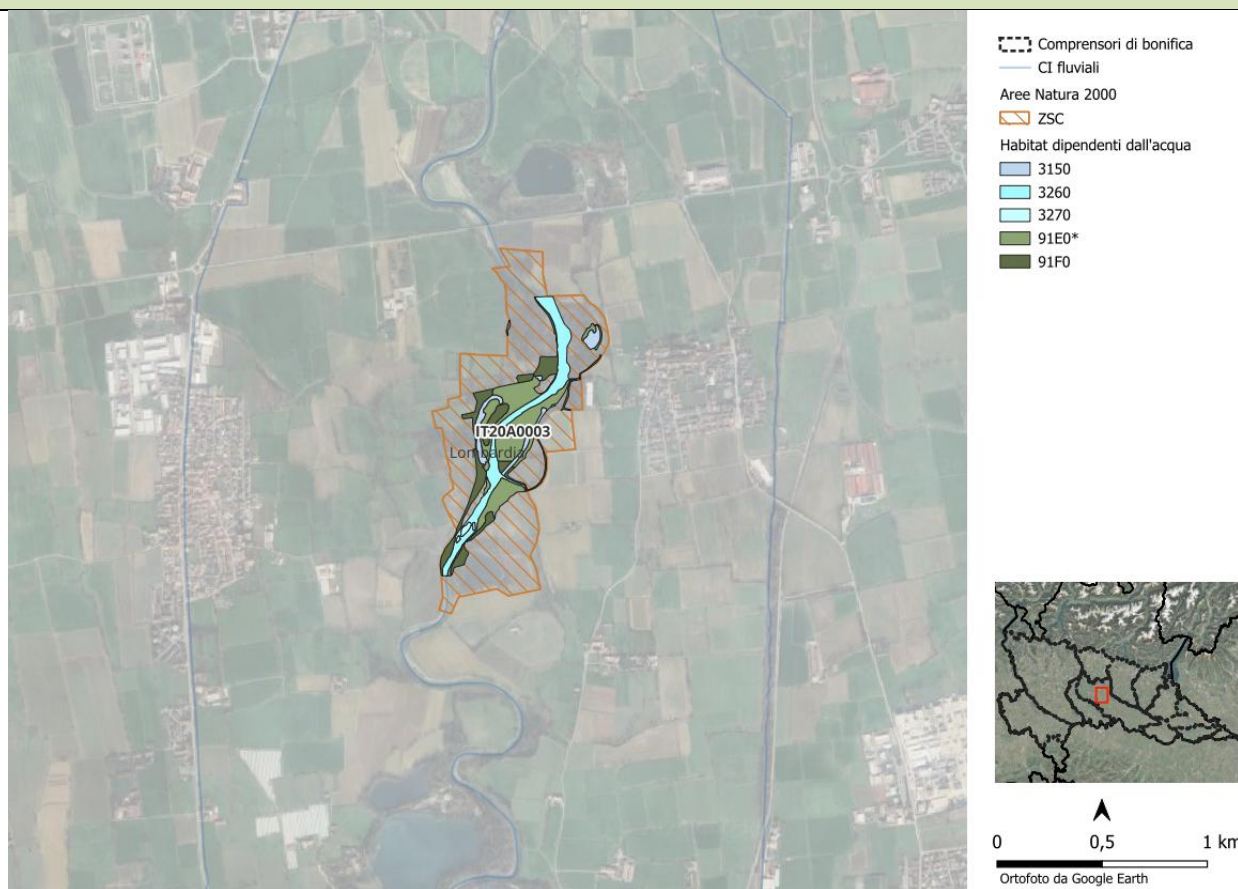 Comprensori di bonifica
CI fluviali
Aree Natura 2000
ZSC
Habitat dipendenti dall'acqua
3150
3260
3270
91E0*
91F0
IT20A0003
Lombardia
0 0,5 1 km
Ortofoto da Google Earth